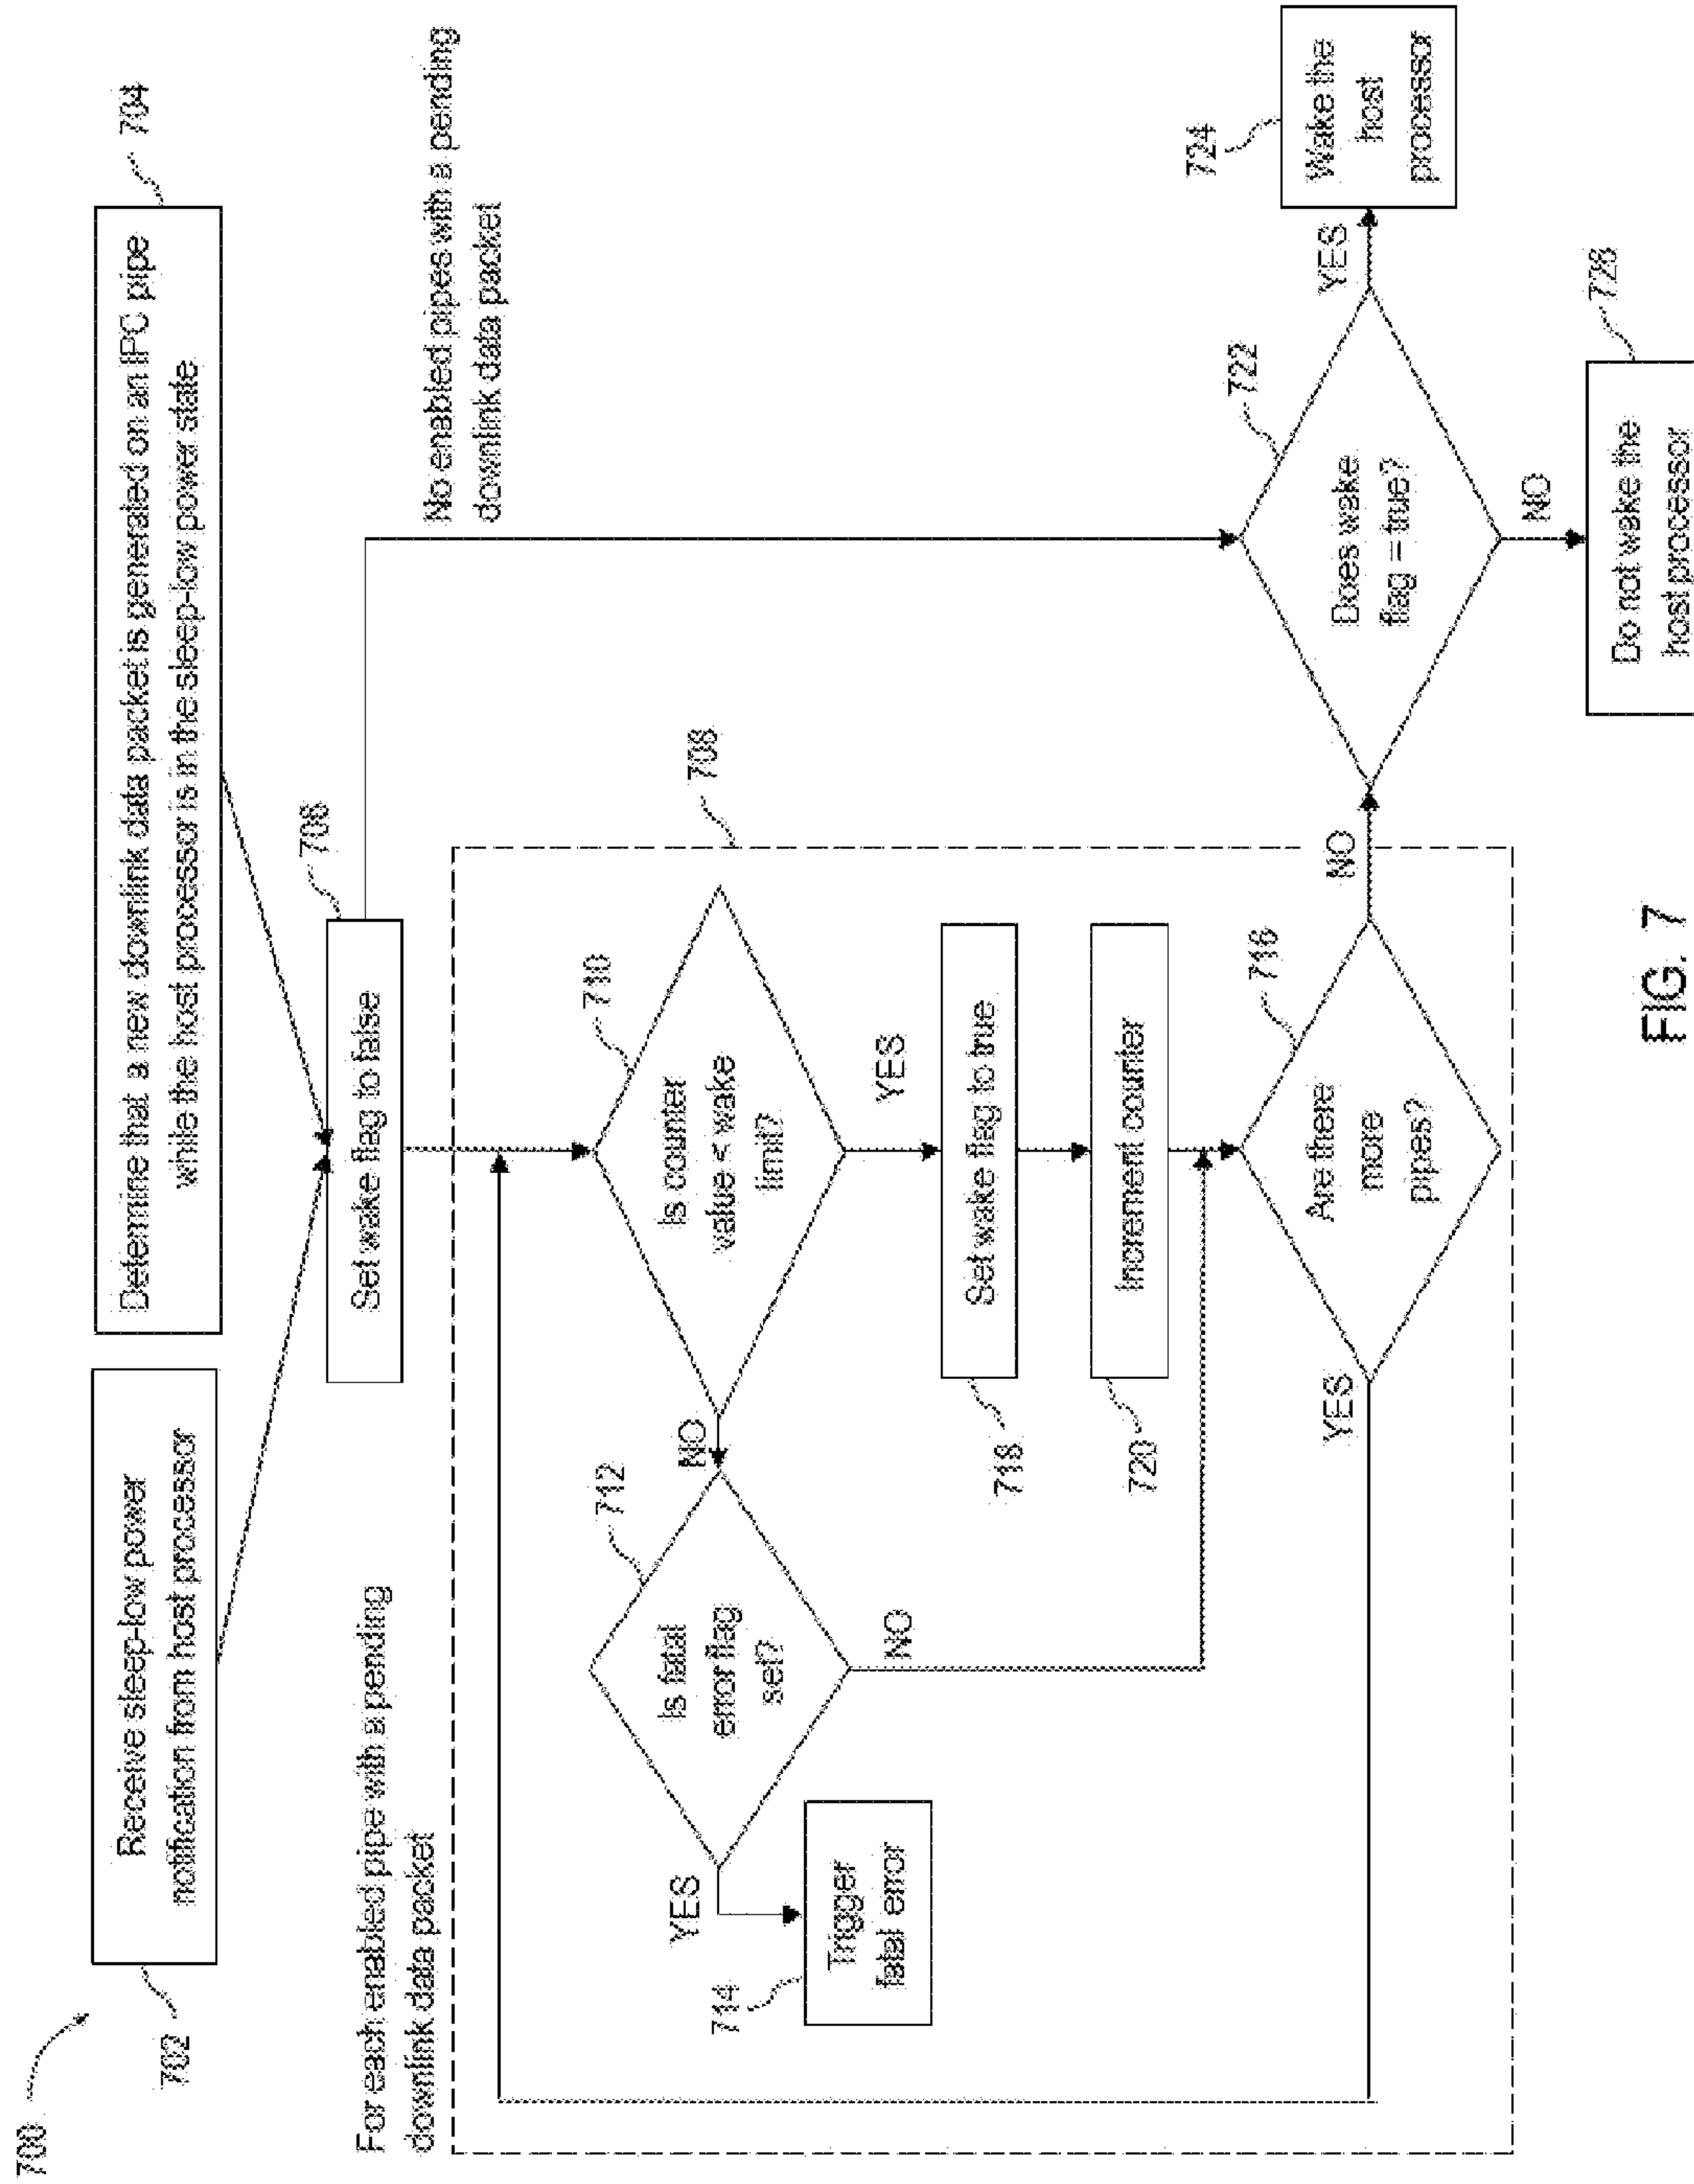 700
702
Receive sleep-low power
notification from host processor
704
Determine that a new downlink data packet is generated on an IPC pipe
while the host processor is in the sleep-low power state
706
Set wake flag to false
For each enabled pipe with a pending
downlink data packet
No enabled pipes with a pending
downlink data packet
708
710
Is counter
value < wake
limit?
NO
YES
712
Is fatal
error flag
set?
YES
NO
714
Trigger
fatal error
718
Set wake flag to true
720
Increment counter
716
Are there
more
pipes?
YES
NO
722
Does wake
flag = true?
YES
NO
724
Wake the
host
processor
726
Do not wake the
host processor
FIG. 7